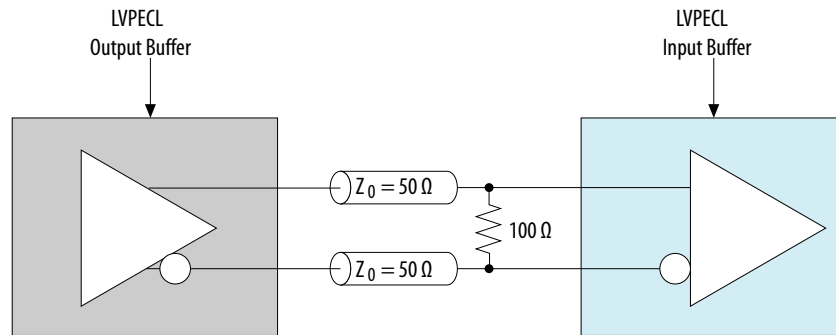 LVPECL
Output Buffer
LVPECL
Input Buffer
Z0 = 50 Ω
100 Ω
Z0 = 50 Ω